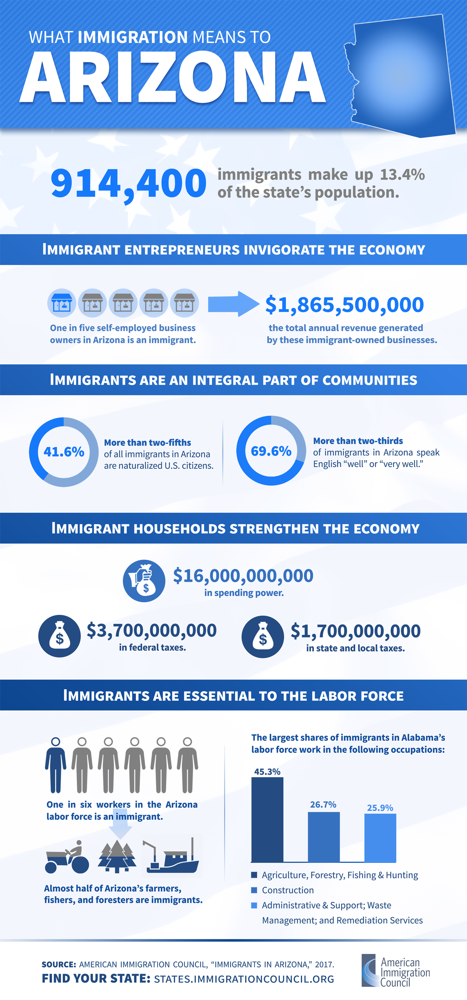 WHAT IMMIGRATION MEANS TO
ARIZONA
914,400
immigrants make up 13.4%
of the state's population.
IMMIGRANT ENTREPRENEURS INVIGORATE THE ECONOMY
One in five self-employed business
owners in Arizona is an immigrant.
$1,865,500,000
the total annual revenue generated
by these immigrant-owned businesses.
IMMIGRANTS ARE AN INTEGRAL PART OF COMMUNITIES
41.6%
More than two-fifths
of all immigrants in Arizona
are naturalized U.S. citizens.
69.6%
More than two-thirds
of immigrants in Arizona speak
English “well” or “very well.”
IMMIGRANT HOUSEHOLDS STRENGTHEN THE ECONOMY
$
$16,000,000,000
in spending power.
$
$3,700,000,000
in federal taxes.
$
$1,700,000,000
in state and local taxes.
IMMIGRANTS ARE ESSENTIAL TO THE LABOR FORCE
One in six workers in the Arizona
labor force is an immigrant.
Almost half of Arizona’s farmers,
fishers, and foresters are immigrants.
The largest shares of immigrants in Alabama’s
labor force work in the following occupations:
45.3%
26.7%
25.9%
Agriculture, Forestry, Fishing & Hunting
Construction
Administrative & Support; Waste
Management; and Remediation Services
SOURCE: AMERICAN IMMIGRATION COUNCIL, “IMMIGRANTS IN ARIZONA,” 2017.
FIND YOUR STATE: STATES.IMMIGRATIONCOUNCIL.ORG
American
Immigration
Council